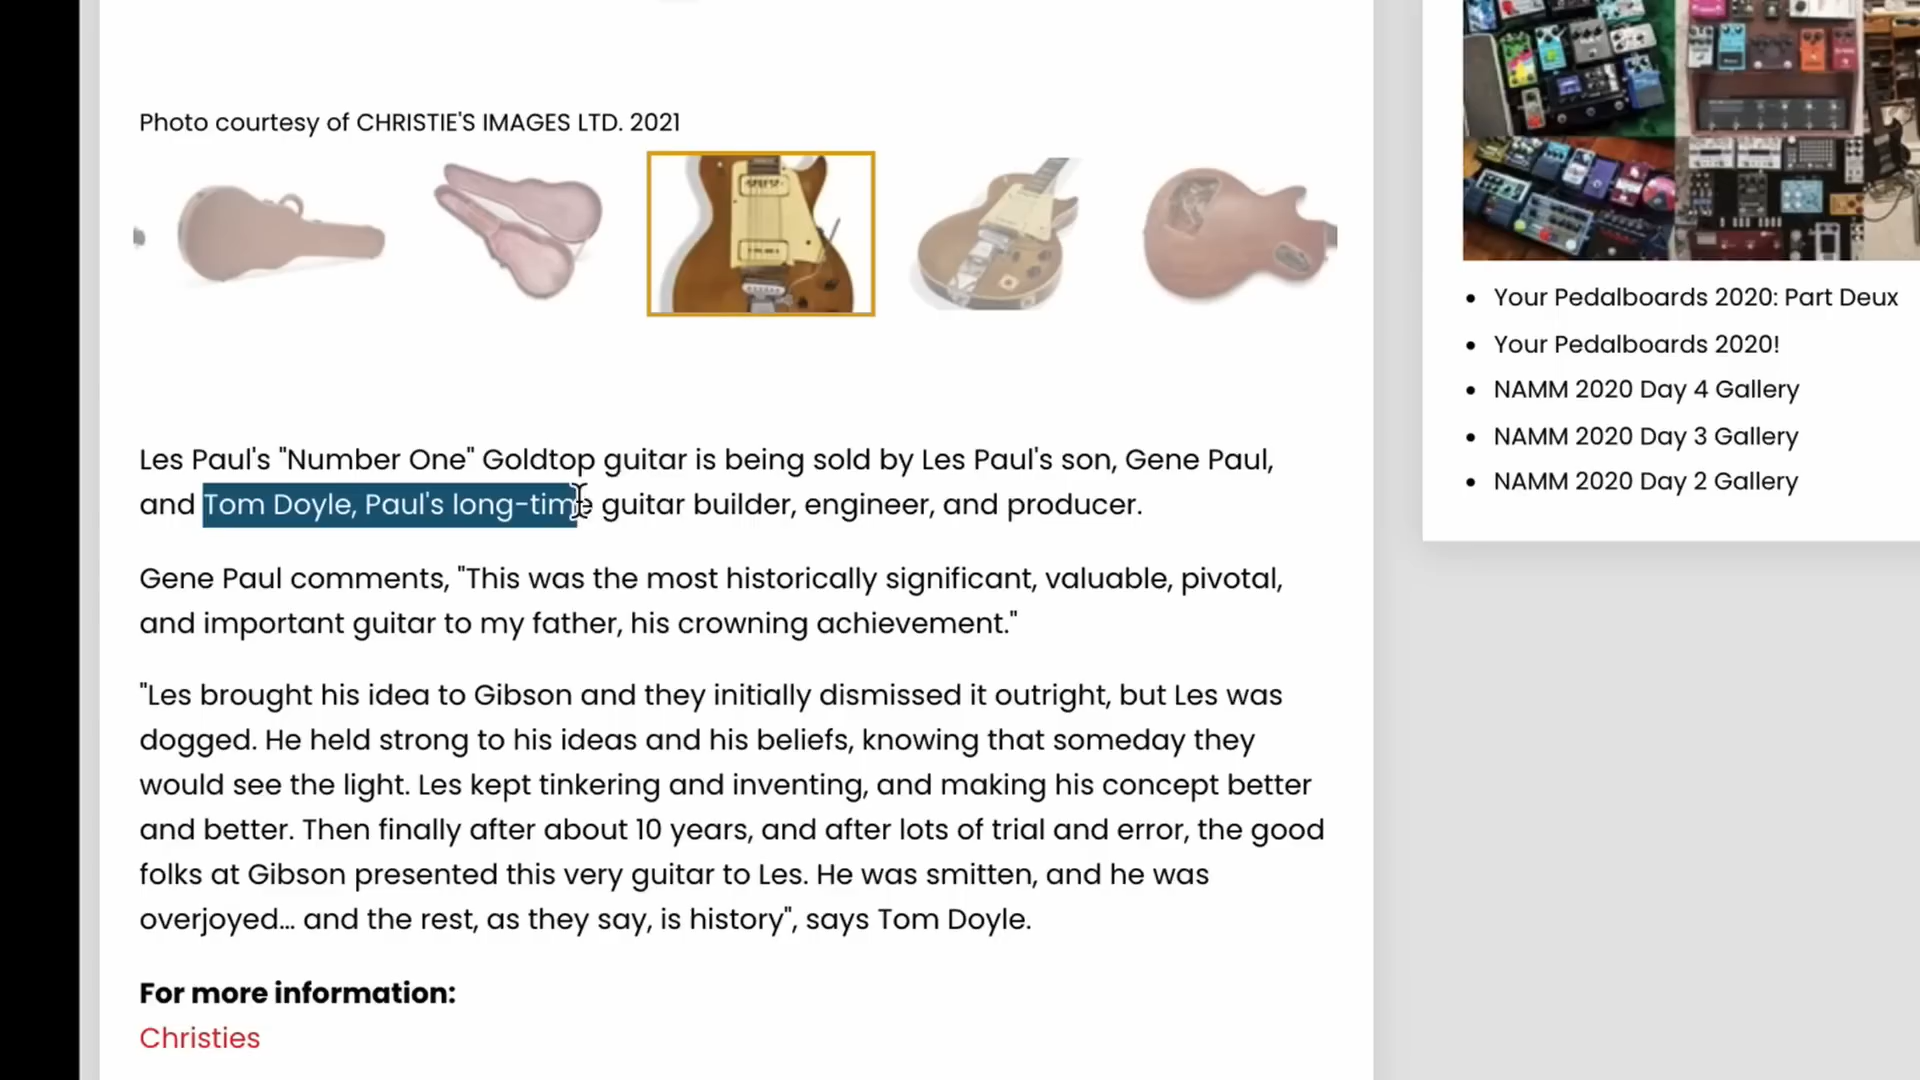 Photo courtesy of CHRISTIE'S IMAGES LTD. 2021
Les Paul's "Number One" Goldtop guitar is being sold by Les Paul's son, Gene Paul,
and Tom Doyle, Paul's long-time guitar builder, engineer, and producer.
Gene Paul comments, "This was the most historically significant, valuable, pivotal,
and important guitar to my father, his crowning achievement."
"Les brought his idea to Gibson and they initially dismissed it outright, but Les was
dogged. He held strong to his ideas and his beliefs, knowing that someday they
would see the light. Les kept tinkering and inventing, and making his concept better
and better. Then finally after about 10 years, and after lots of trial and error, the good
folks at Gibson presented this very guitar to Les. He was smitten, and he was
overjoyed... and the rest, as they say, is history", says Tom Doyle.
For more information:
Christies
• Your Pedalboards 2020: Part Deux
• Your Pedalboards 2020!
• NAMM 2020 Day 4 Gallery
• NAMM 2020 Day 3 Gallery
• NAMM 2020 Day 2 Gallery